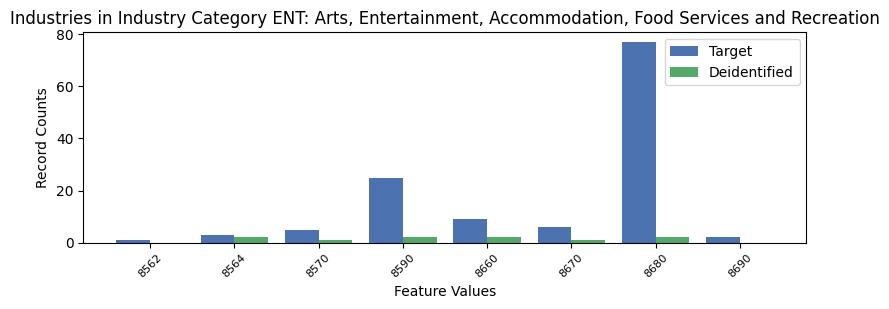 Industries in Industry Category ENT: Arts, Entertainment, Accommodation, Food Services and Recreation
Target
Deidentified
Record Counts
80
60
40
20
0
8562 8564 8570 8590 8660 8670 8680 8690
Feature Values